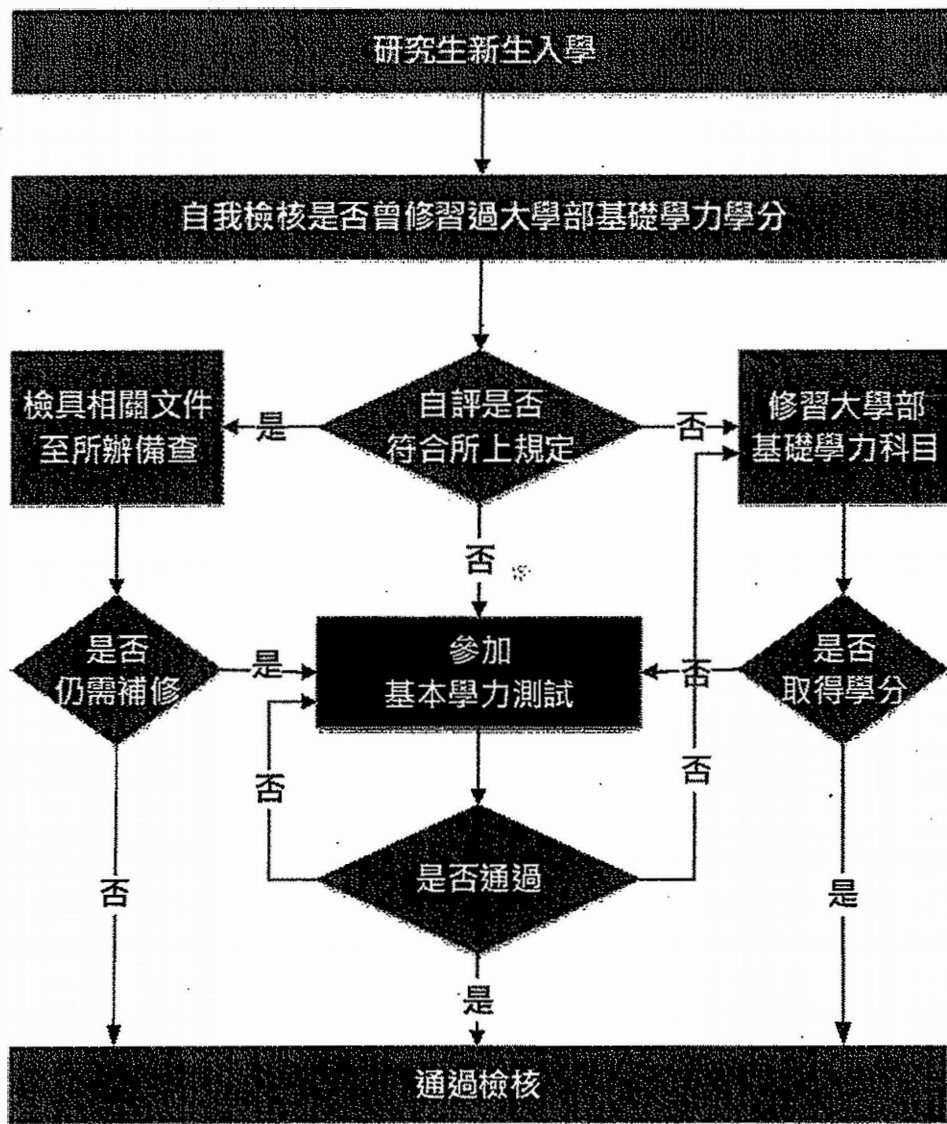 研究生新生入學
自我檢核是否曾修習過大學部基礎學力學分
檢具相關文件
至所辦備查
是
自評是否
符合所上規定
否
修習大學部
基礎學力科目
否
是否
仍需補修
是
參加
基本學力測試
否
是否
取得學分
否
否
否
是否通過
是
是
通過檢核